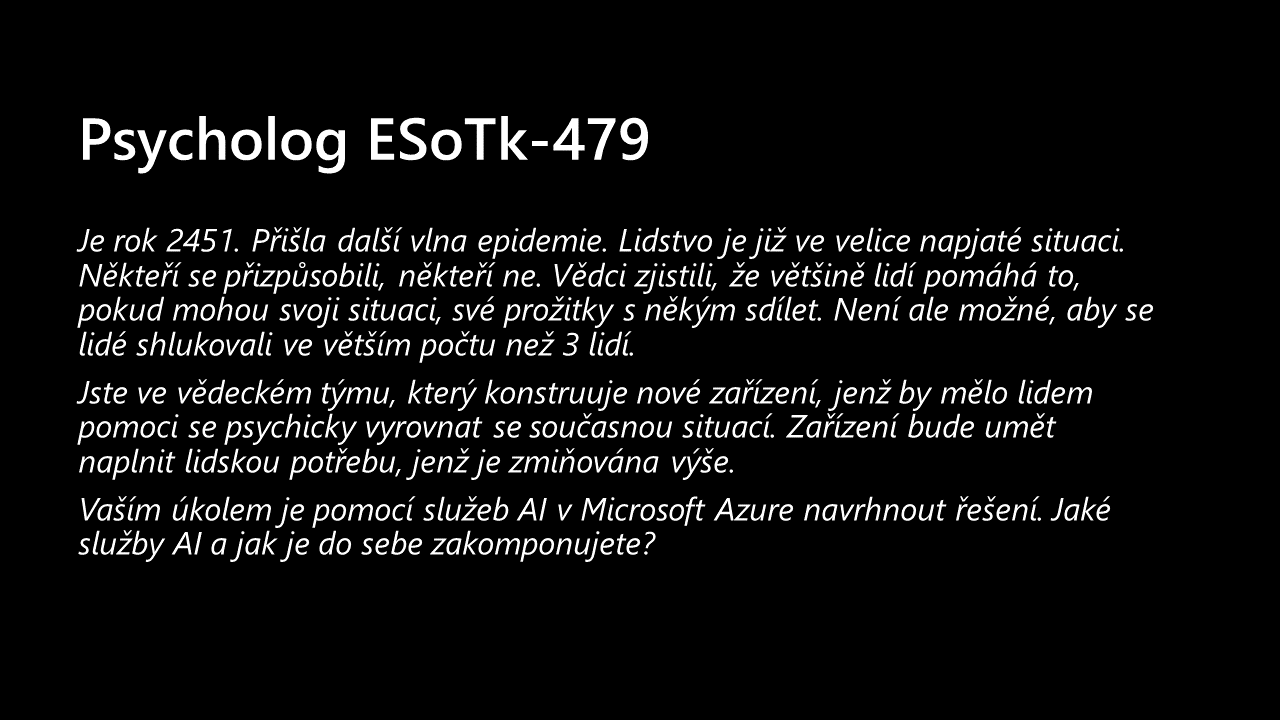 Psycholog ESoTk-479
Je rok 2451. Přišla další vlna epidemie. Lidstvo je již ve velice napjaté situaci.
Někteří se přizpůsobili, někteří ne. Vědci zjistili, že většině lidí pomáhá to,
pokud mohou svoji situaci, své prožitky s někým sdílet. Není ale možné, aby se
lidé shlukovali ve větším počtu než 3 lidí.
Jste ve vědeckém týmu, který konstruuje nové zařízení, jenž by mělo lidem
pomoci se psychicky vyrovnat se současnou situací. Zařízení bude umět
naplnit lidskou potřebu, jenž je zmiňována výše.
Vaším úkolem je pomocí služeb AI v Microsoft Azure navrhnout řešení. Jaké
služby AI a jak je do sebe zakomponujete?